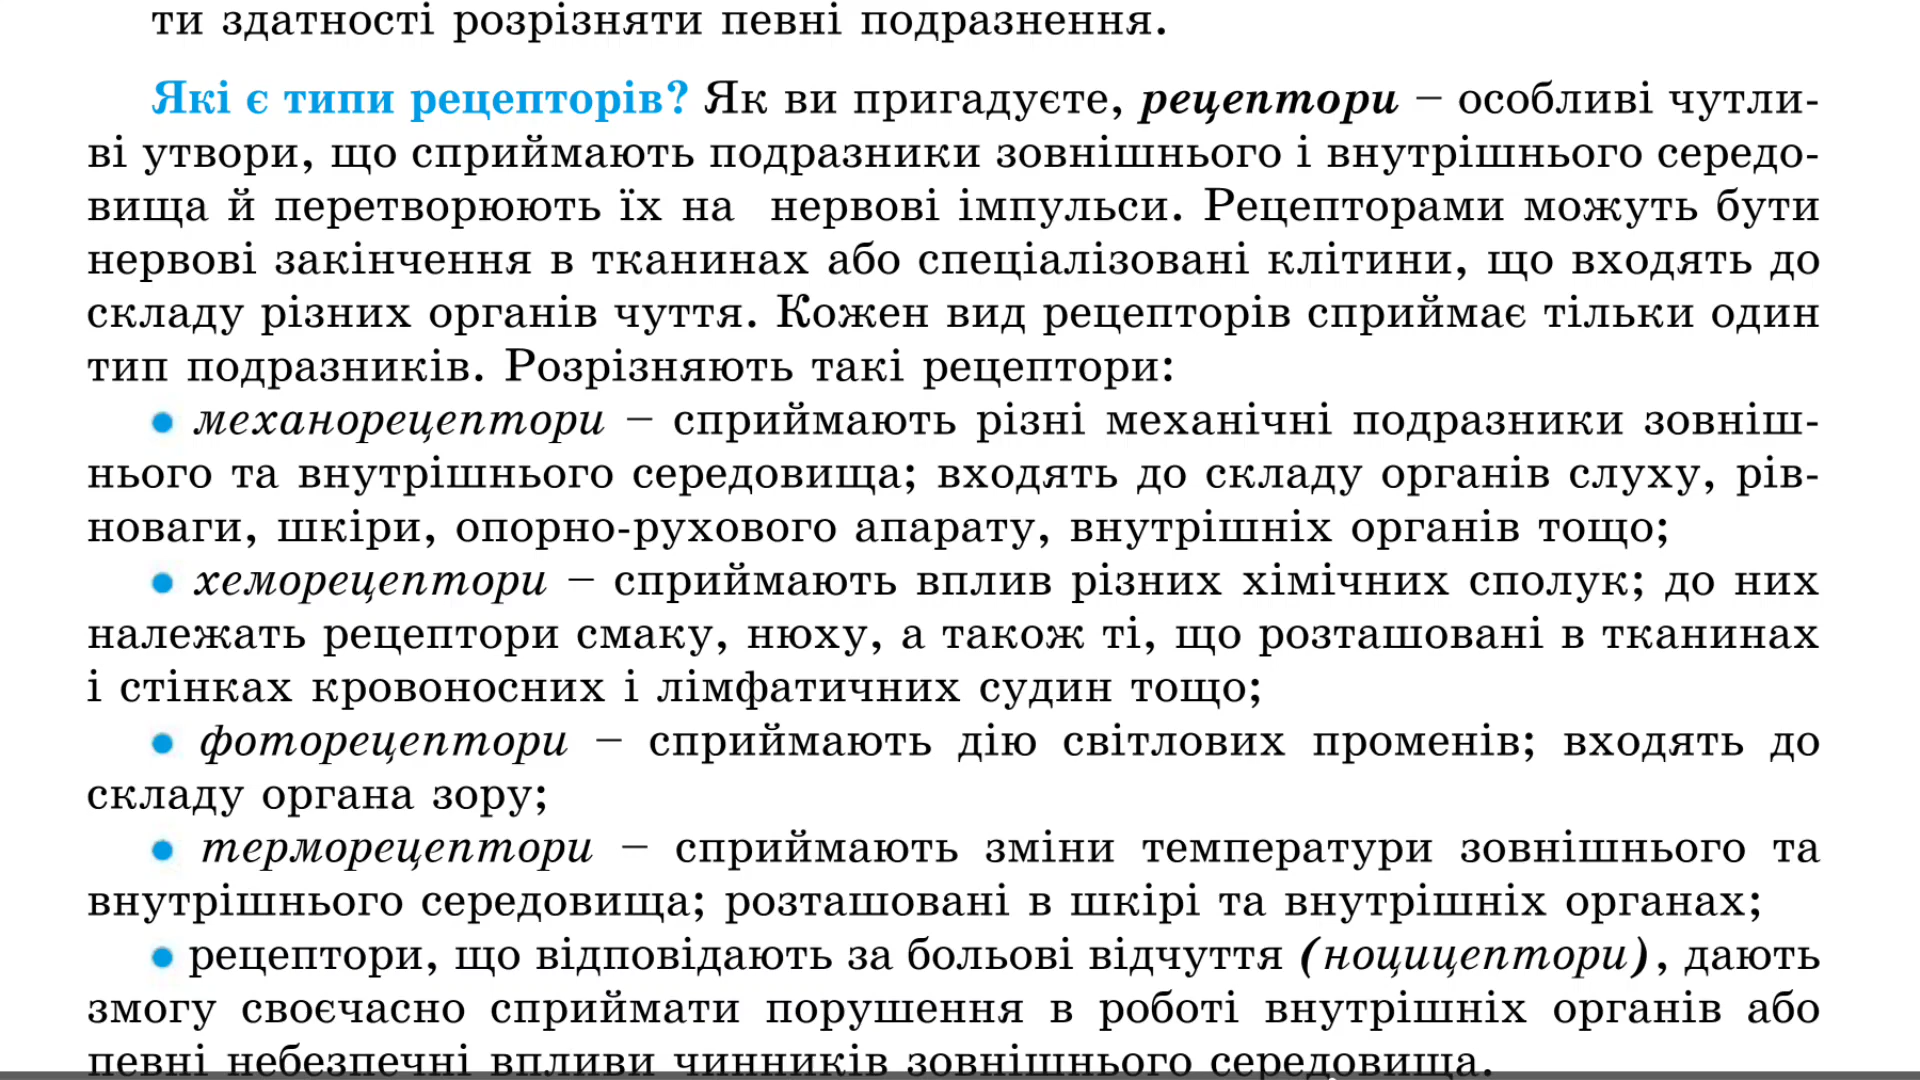 ти здатності розрізняти певні подразнення.
Які є типи рецепторів? Як ви пригадуєте, рецептори – особливі чутли-
ві утвори, що сприймають подразники зовнішнього і внутрішнього середо-
вища й перетворюють їх на нервові імпульси. Рецепторами можуть бути
нервові закінчення в тканинах або спеціалізовані клітини, що входять до
складу різних органів чуття. Кожен вид рецепторів сприймає тільки один
тип подразників. Розрізняють такі рецептори:
• механорецептори – сприймають різні механічні подразники зовніш-
нього та внутрішнього середовища; входять до складу органів слуху, рів-
новаги, шкіри, опорно-рухового апарату, внутрішніх органів тощо;
• хеморецептори – сприймають вплив різних хімічних сполук; до них
належать рецептори смаку, нюху, а також ті, що розташовані в тканинах
і стінках кровоносних і лімфатичних судин тощо;
• фоторецептори – сприймають дію світлових променів; входять до
складу органа зору;
• терморецептори – сприймають зміни температури зовнішнього та
внутрішнього середовища; розташовані в шкірі та внутрішніх органах;
• рецептори, що відповідають за больові відчуття (ноцицептори), дають
змогу своєчасно сприймати порушення в роботі внутрішніх органів або
певні небезпечні впливи чинників зовнішнього середовища.